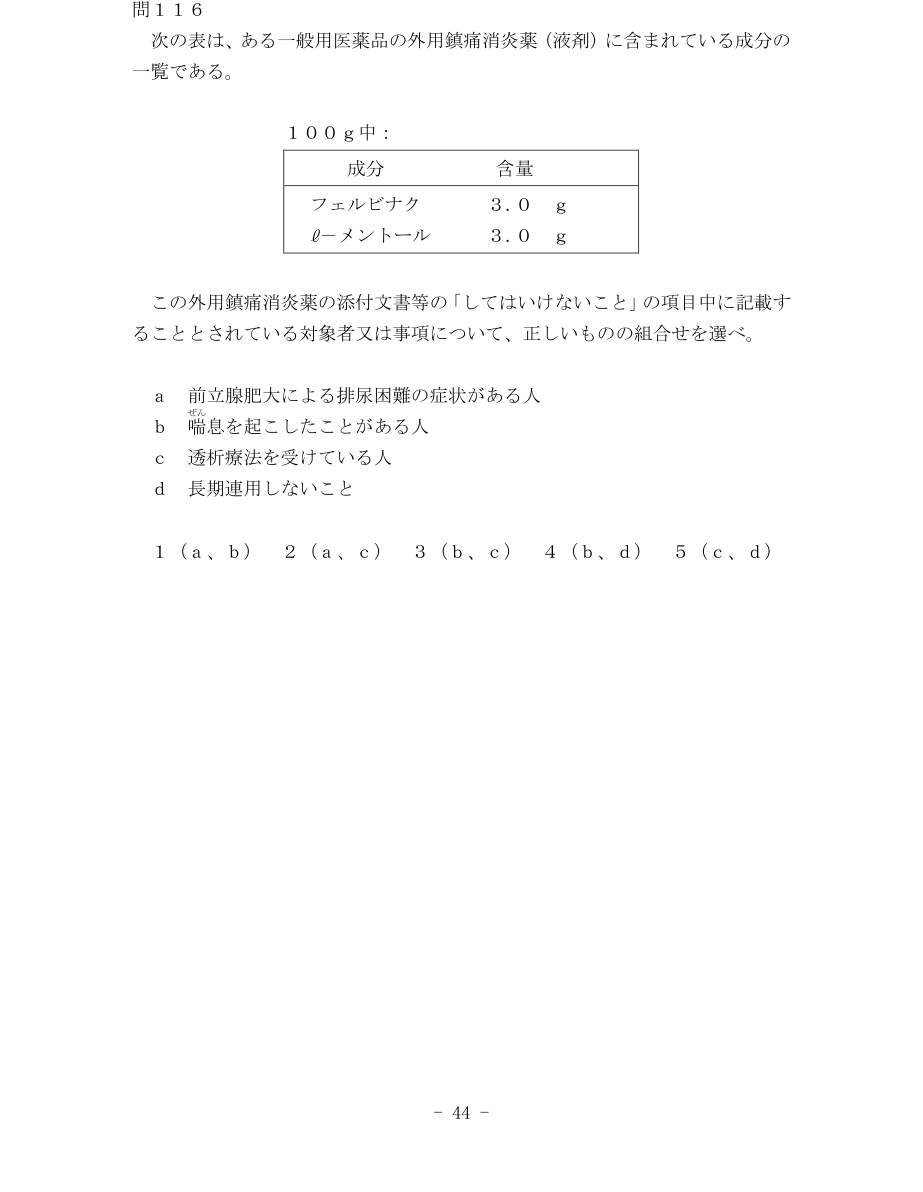 問116
次の表は、ある一般用医薬品の外用鎮痛消炎薬（液剤）に含まれている成分の
一覧である。
100g中：
成分 含量
フェルビナク 3.0 g
ℓ－メントール 3.0 g
この外用鎮痛消炎薬の添付文書等の「してはいけないこと」の項目中に記載す
ることとされている対象者又は事項について、正しいものの組合せを選べ。
a 前立腺肥大による排尿困難の症状がある人
ぜん
b 喘息を起こしたことがある人
c 透析療法を受けている人
d 長期連用しないこと
1（a、b） 2（a、c） 3（b、c） 4（b、d） 5（c、d）
- 44 -